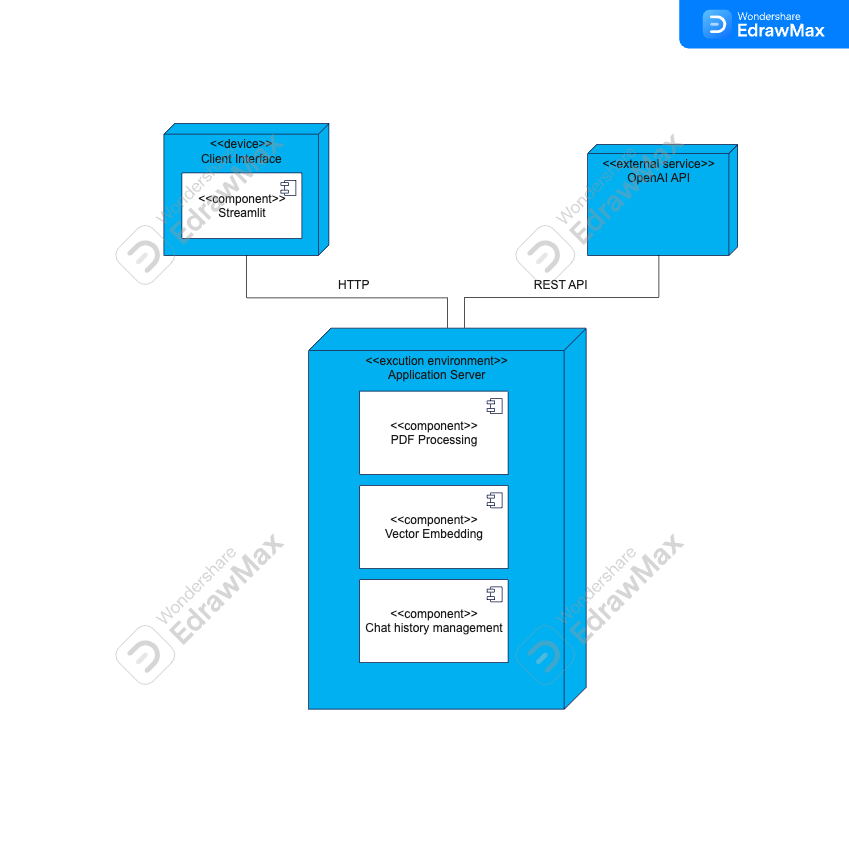 Wondershare
EdrawMax
<<device>>
Client Interface
<<component>>
Streamlit
<<external service>>
OpenAI API
HTTP
REST API
<<excution environment>>
Application Server
<<component>>
PDF Processing
<<component>>
Vector Embedding
<<component>>
Chat history management
Wondershare
EdrawMax
Wondershare
EdrawMax
Wondershare
EdrawMax
Wondershare
EdrawMax